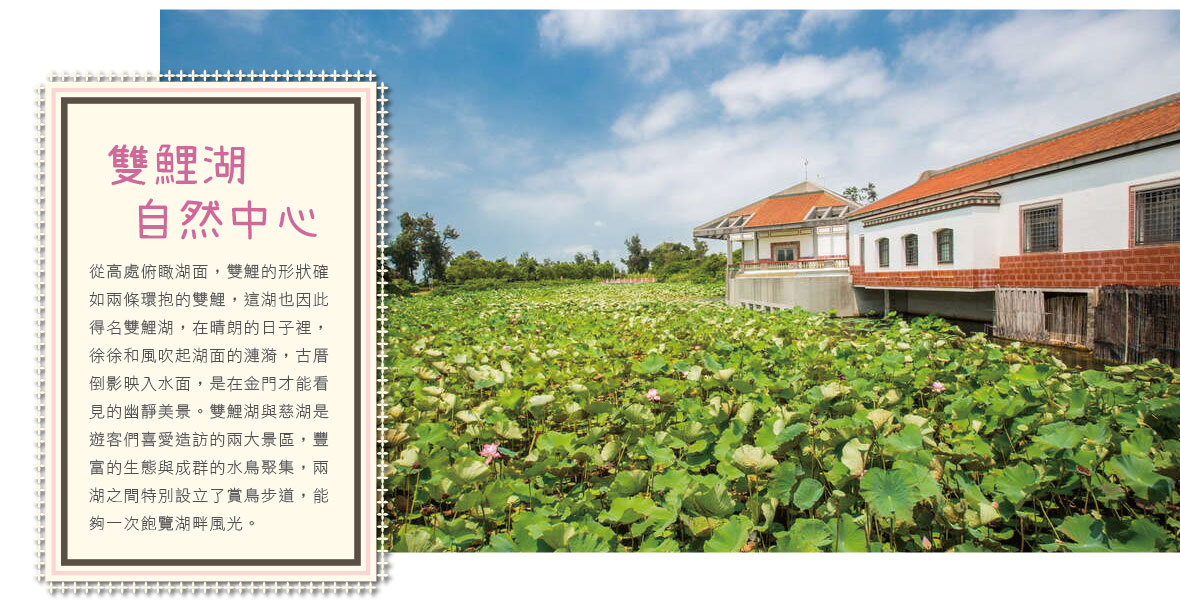 雙鯉湖
自然中心
從高處俯瞰湖面，雙鯉的形狀確
如兩條環抱的雙鯉，這湖也因此
得名雙鯉湖，在晴朗的日子裡，
徐徐和風吹起湖面的漣漪，古厝
倒影映入水面，是在金門才能看
見的幽靜美景。雙鯉湖與慈湖是
遊客們喜愛造訪的兩大景區，豐
富的生態與成群的水鳥聚集，兩
湖之間特別設立了賞鳥步道，能
夠一次飽覽湖畔風光。